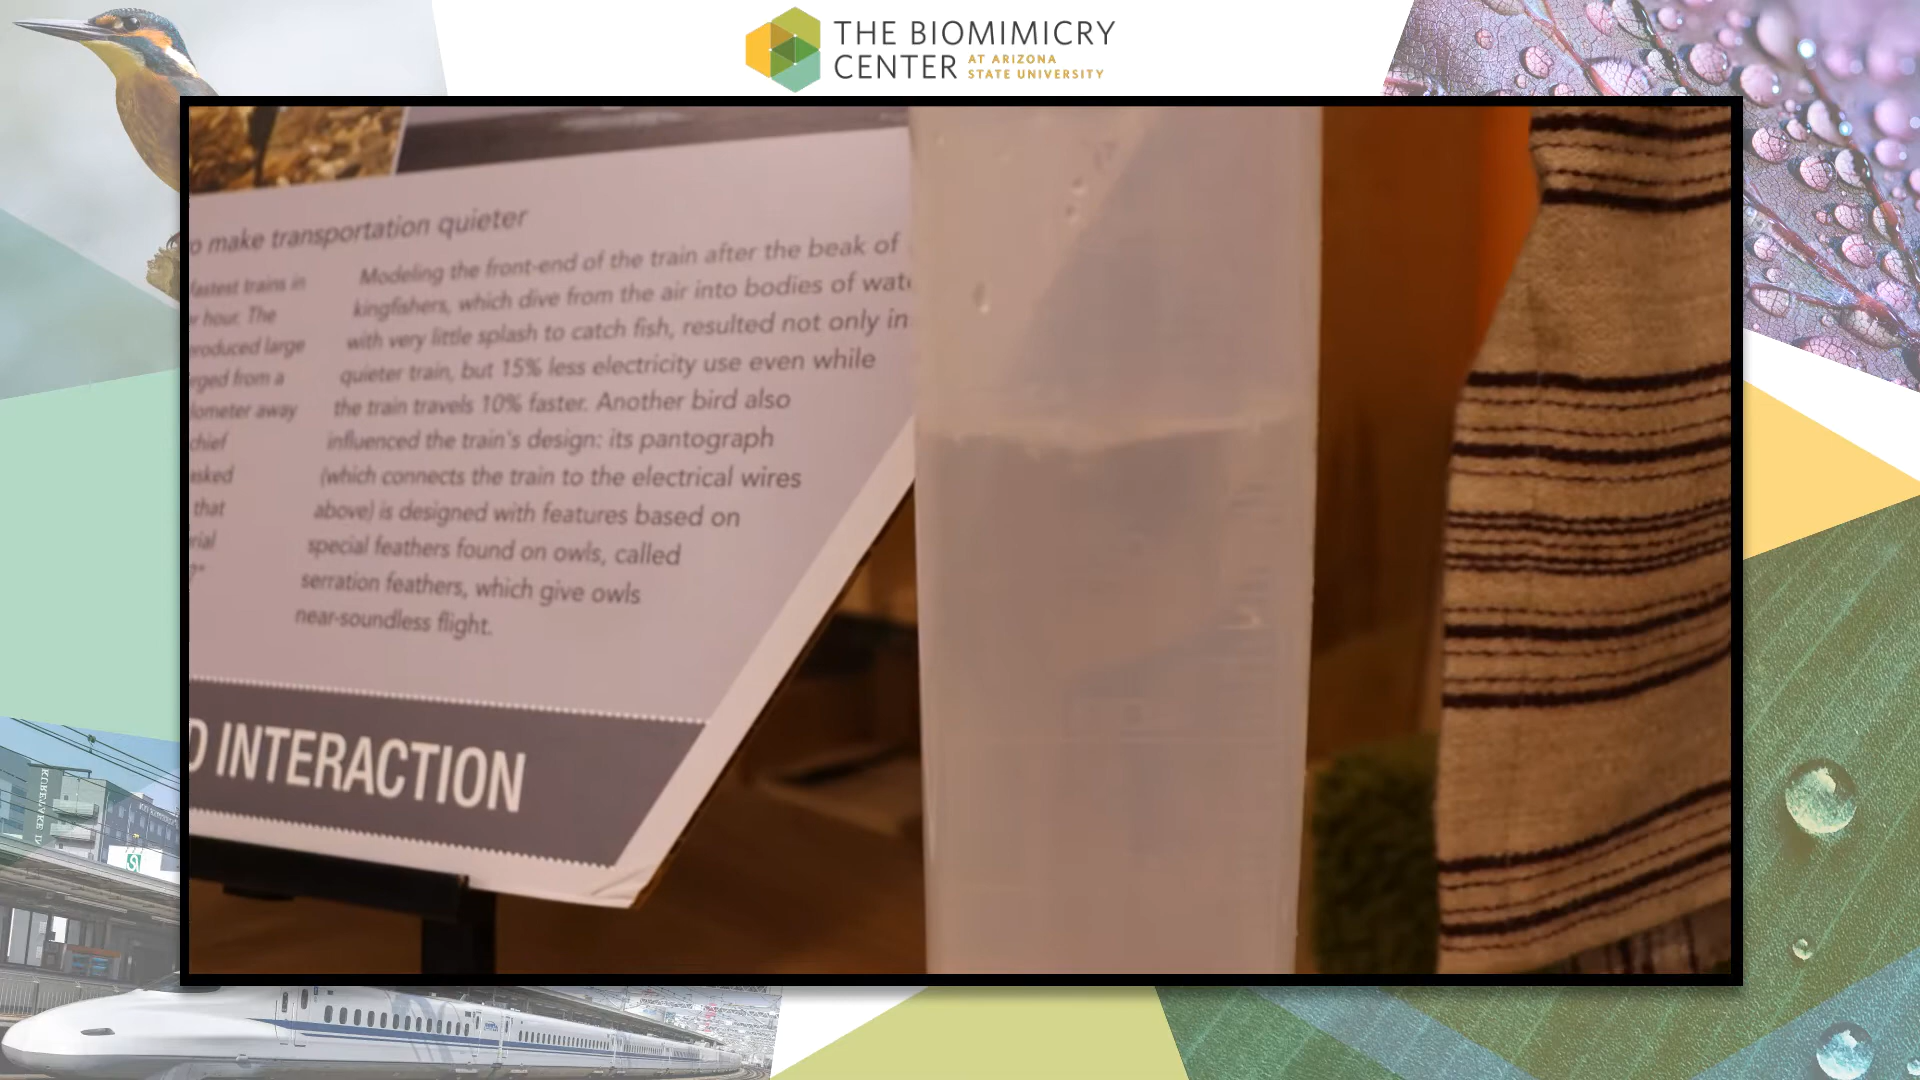 THE BIOMIMICRY
CENTER AT ARIZONA
STATE UNIVERSITY
o make transportation quieter
fastest trains in
r hour. The
roduced large
rged from a
lometer away
chief
asked
that
rial
?"
Modeling the front-end of the train after the beak of
kingfishers, which dive from the air into bodies of wate
with very little splash to catch fish, resulted not only in
quieter train, but 15% less electricity use even while
the train travels 10% faster. Another bird also
influenced the train's design: its pantograph
(which connects the train to the electrical wires
above) is designed with features based on
special feathers found on owls, called
serration feathers, which give owls
near-soundless flight.
D INTERACTION